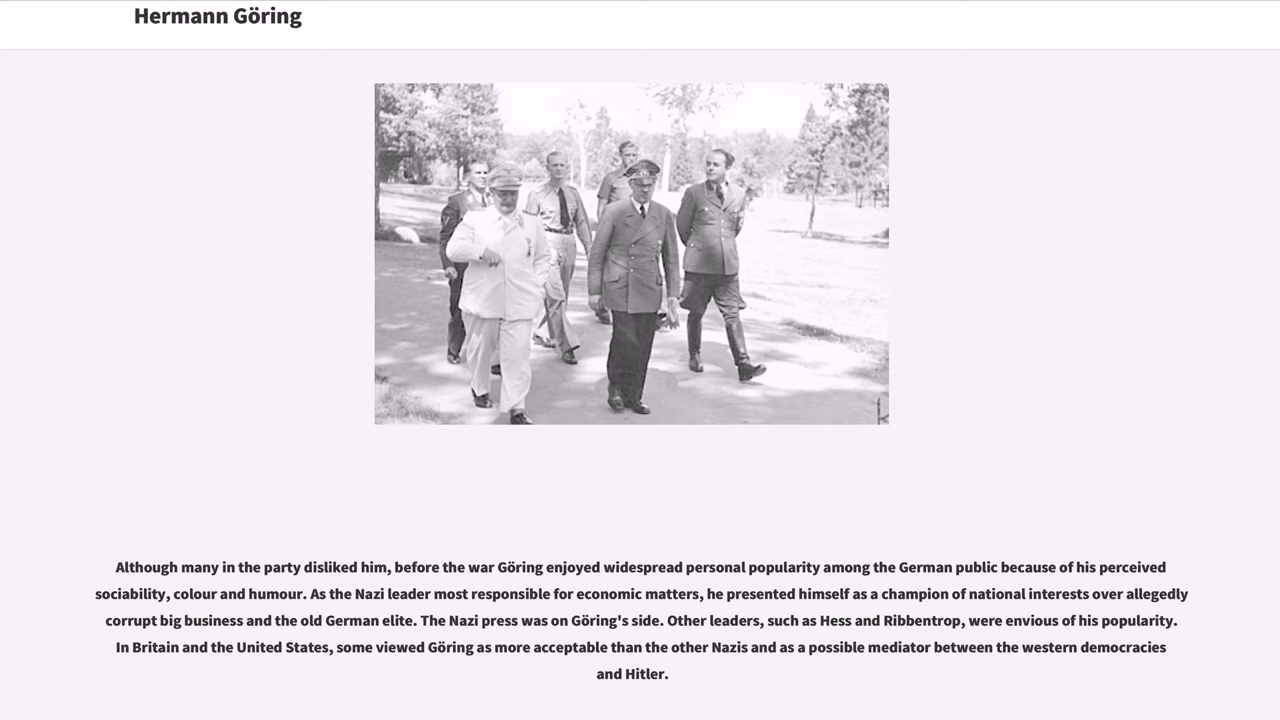 Hermann Göring
Although many in the party disliked him, before the war Göring enjoyed widespread personal popularity among the German public because of his perceived
sociability, colour and humour. As the Nazi leader most responsible for economic matters, he presented himself as a champion of national interests over allegedly
corrupt big business and the old German elite. The Nazi press was on Göring's side. Other leaders, such as Hess and Ribbentrop, were envious of his popularity.
In Britain and the United States, some viewed Göring as more acceptable than the other Nazis and as a possible mediator between the western democracies
and Hitler.